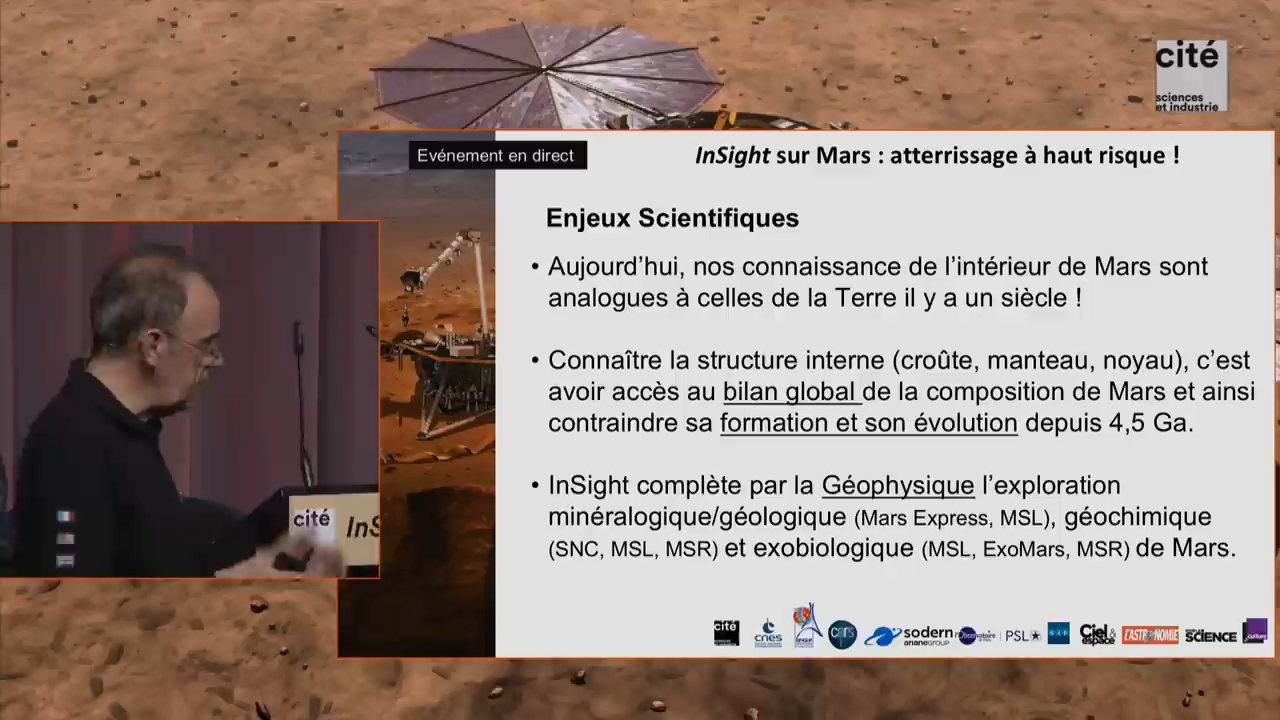 cité
sciences
et industrie
Evénement en direct
InSight sur Mars : atterrissage à haut risque !
Enjeux Scientifiques
• Aujourd’hui, nos connaissance de l’intérieur de Mars sont
analogues à celles de la Terre il y a un siècle !
• Connaître la structure interne (croûte, manteau, noyau), c’est
avoir accès au bilan global de la composition de Mars et ainsi
contraindre sa formation et son évolution depuis 4,5 Ga.
• InSight complète par la Géophysique l’exploration
minéralogique/géologique (Mars Express, MSL), géochimique
(SNC, MSL, MSR) et exobiologique (MSL, ExoMars, MSR) de Mars.
cité
InS
cité
cnes
cnrs
sodern
arianegroup
Observatoire
PSL
Ciel &
espace
L'ASTRONOMIE
SCIENCE
culture